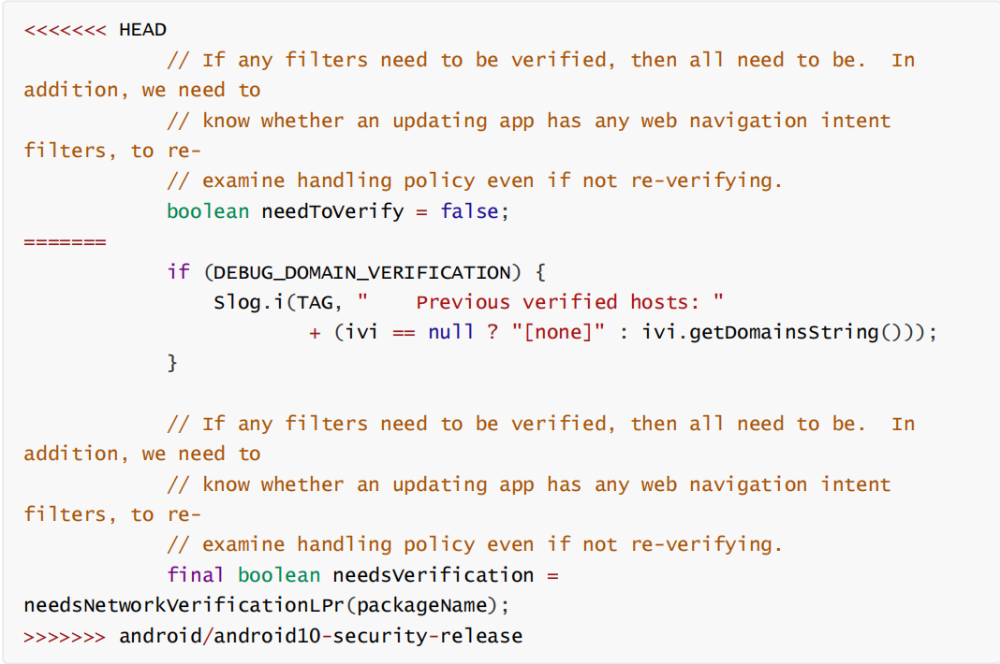 <<<<<<< HEAD
            // If any filters need to be verified, then all need to be.  In
addition, we need to
            // know whether an updating app has any web navigation intent
filters, to re-
            // examine handling policy even if not re-verifying.
            boolean needToVerify = false;
=======
            if (DEBUG_DOMAIN_VERIFICATION) {
                Slog.i(TAG, "    Previous verified hosts: "
                        + (ivi == null ? "[none]" : ivi.getDomainsString()));
            }

            // If any filters need to be verified, then all need to be.  In
addition, we need to
            // know whether an updating app has any web navigation intent
filters, to re-
            // examine handling policy even if not re-verifying.
            final boolean needsVerification =
needsNetworkVerificationLPr(packageName);
>>>>>>> android/android10-security-release